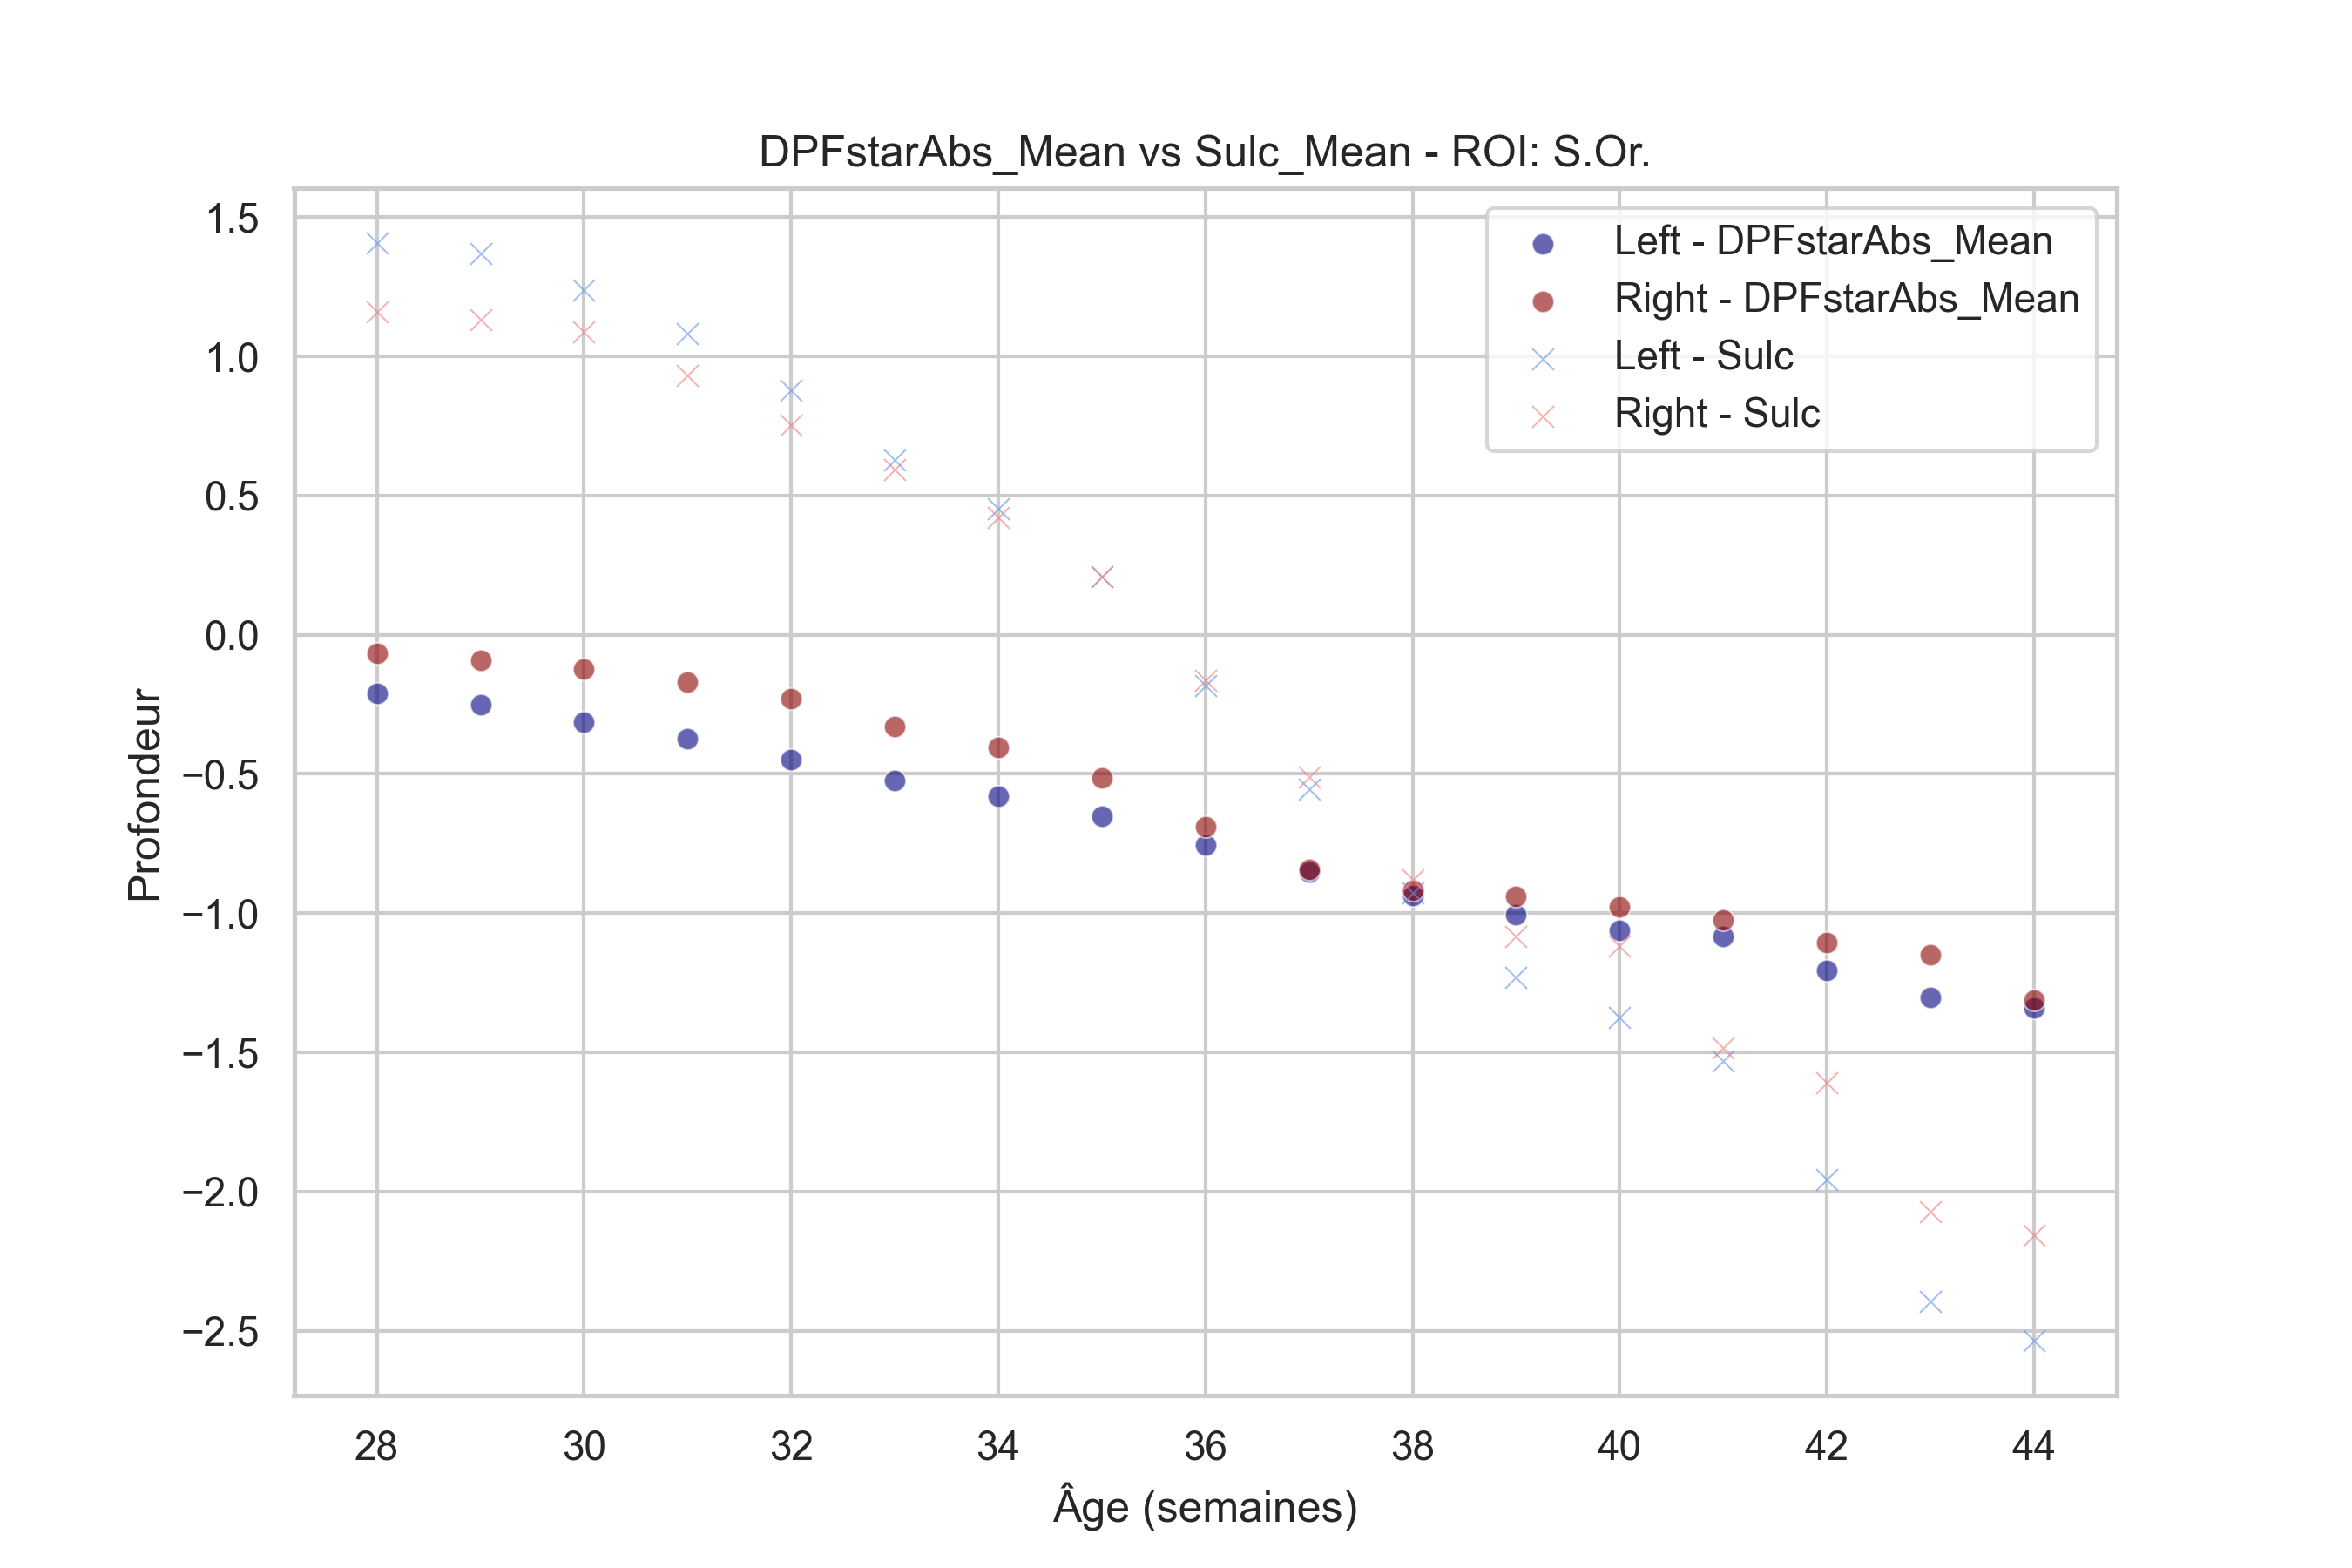 DPFstarAbs_Mean vs Sulc_Mean - ROI: S.Or.
1.5
1.0
0.5
0.0
−0.5
−1.0
−1.5
−2.0
−2.5
Profondeur
Left - DPFstarAbs_Mean
Right - DPFstarAbs_Mean
Left - Sulc
Right - Sulc
28 30 32 34 36 38 40 42 44
Âge (semaines)